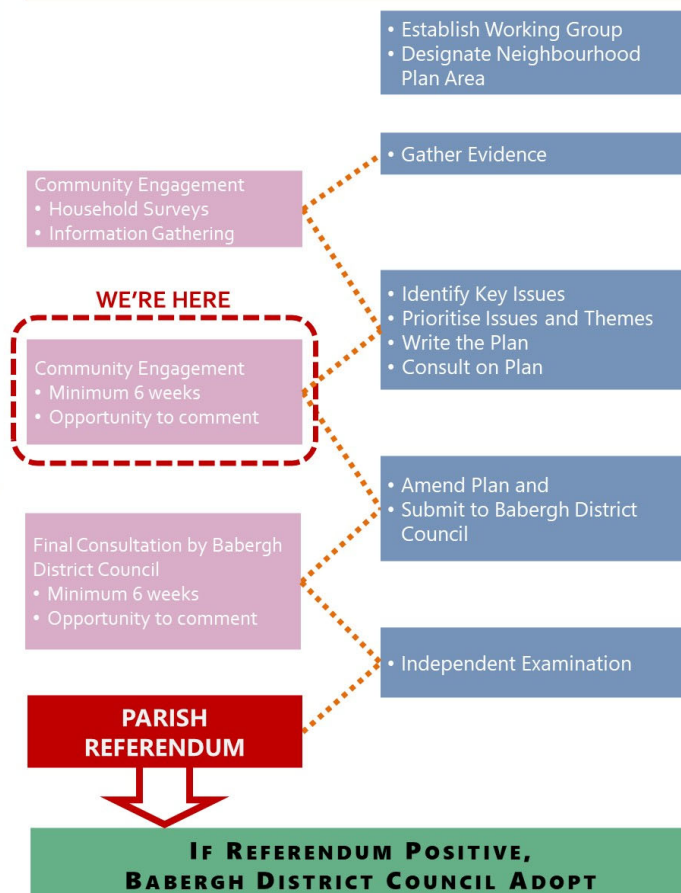 • Establish Working Group
• Designate Neighbourhood
Plan Area
• Gather Evidence
Community Engagement
• Household Surveys
• Information Gathering
• Identify Key Issues
• Prioritise Issues and Themes
• Write the Plan
• Consult on Plan
WE'RE HERE
Community Engagement
• Minimum 6 weeks
• Opportunity to comment
• Amend Plan and
• Submit to Babergh District
Council
Final Consultation by Babergh
District Council
• Minimum 6 weeks
• Opportunity to comment
• Independent Examination
PARISH
REFERENDUM
IF REFERENDUM POSITIVE,
BABERGH DISTRICT COUNCIL ADOPT